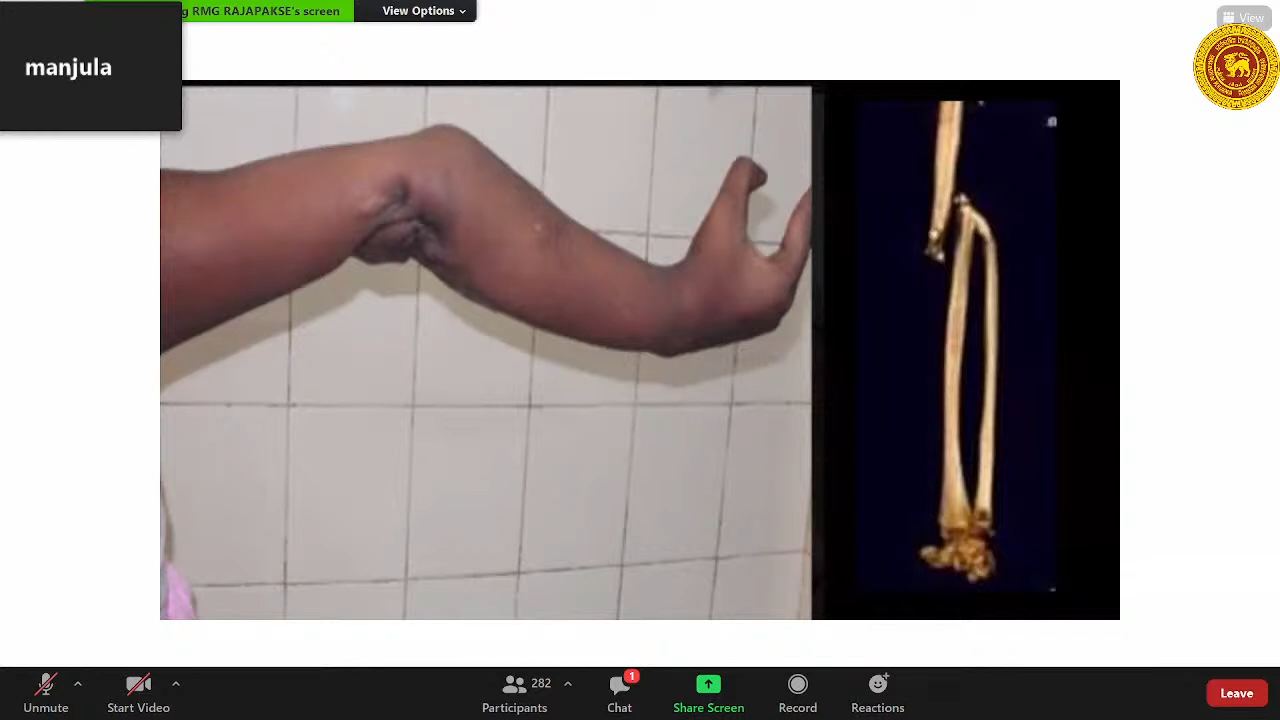 g RMG RAJAPAKSE's screen
View Options
View
manjula
Unmute
Start Video
282
Participants
1
Chat
Share Screen
Record
Reactions
Leave